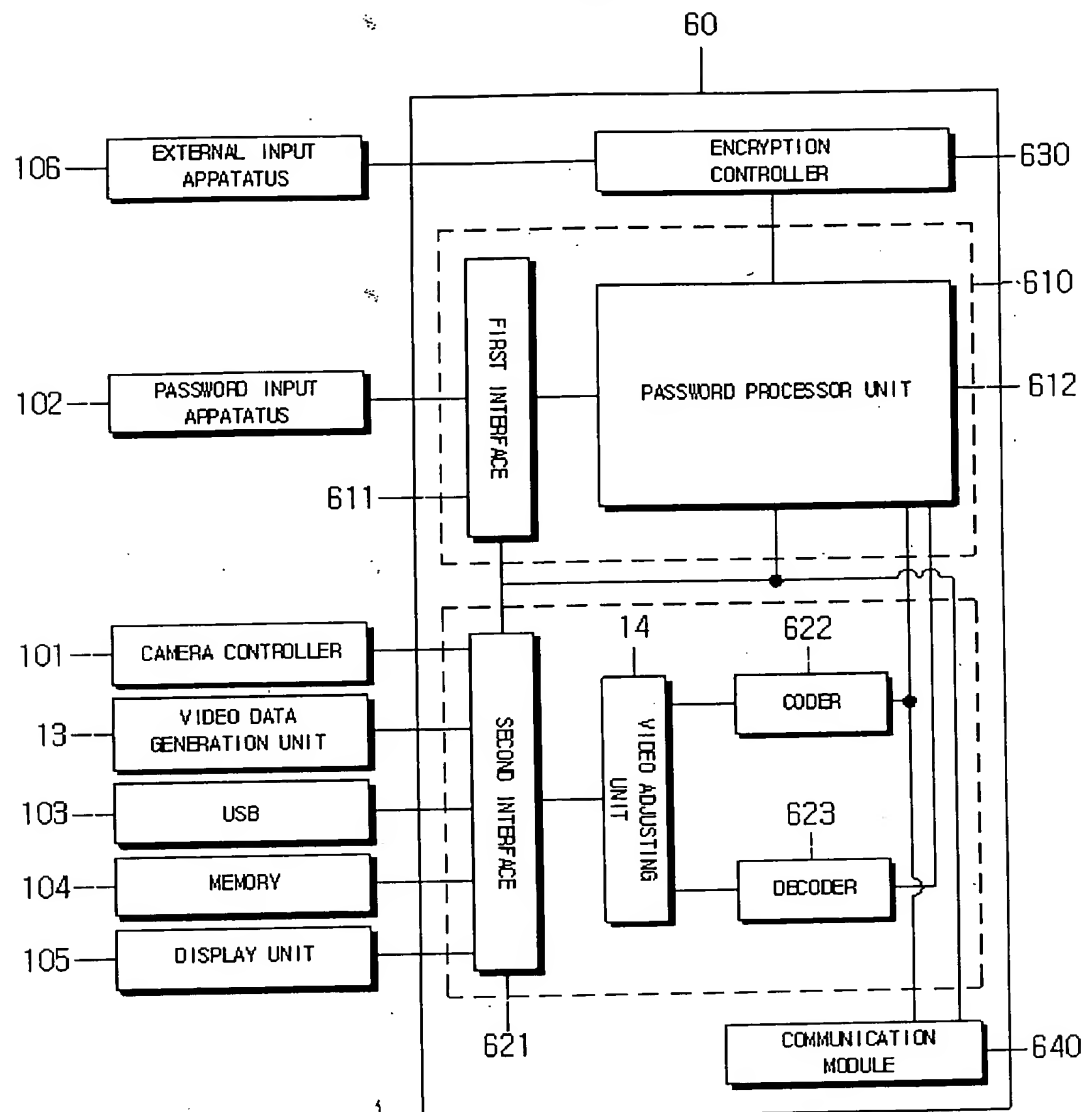 60
106
EXTERNAL INPUT
APPATATUS
ENCRYPTION
CONTROLLER
630
610
FIRST INTERFACE
PASSWORD PROCESSOR UNIT
612
102
PASSWORD INPUT
APPATATUS
611
14
622
101
CAMERA CONTROLLER
13
VIDEO DATA
GENERATION UNIT
103
USB
104
MEMORY
105
DISPLAY UNIT
SECOND INTERFACE
VIDEO ADJUSTING
UNIT
CODER
623
DECODER
621
COMMUNICATION
MODULE
640